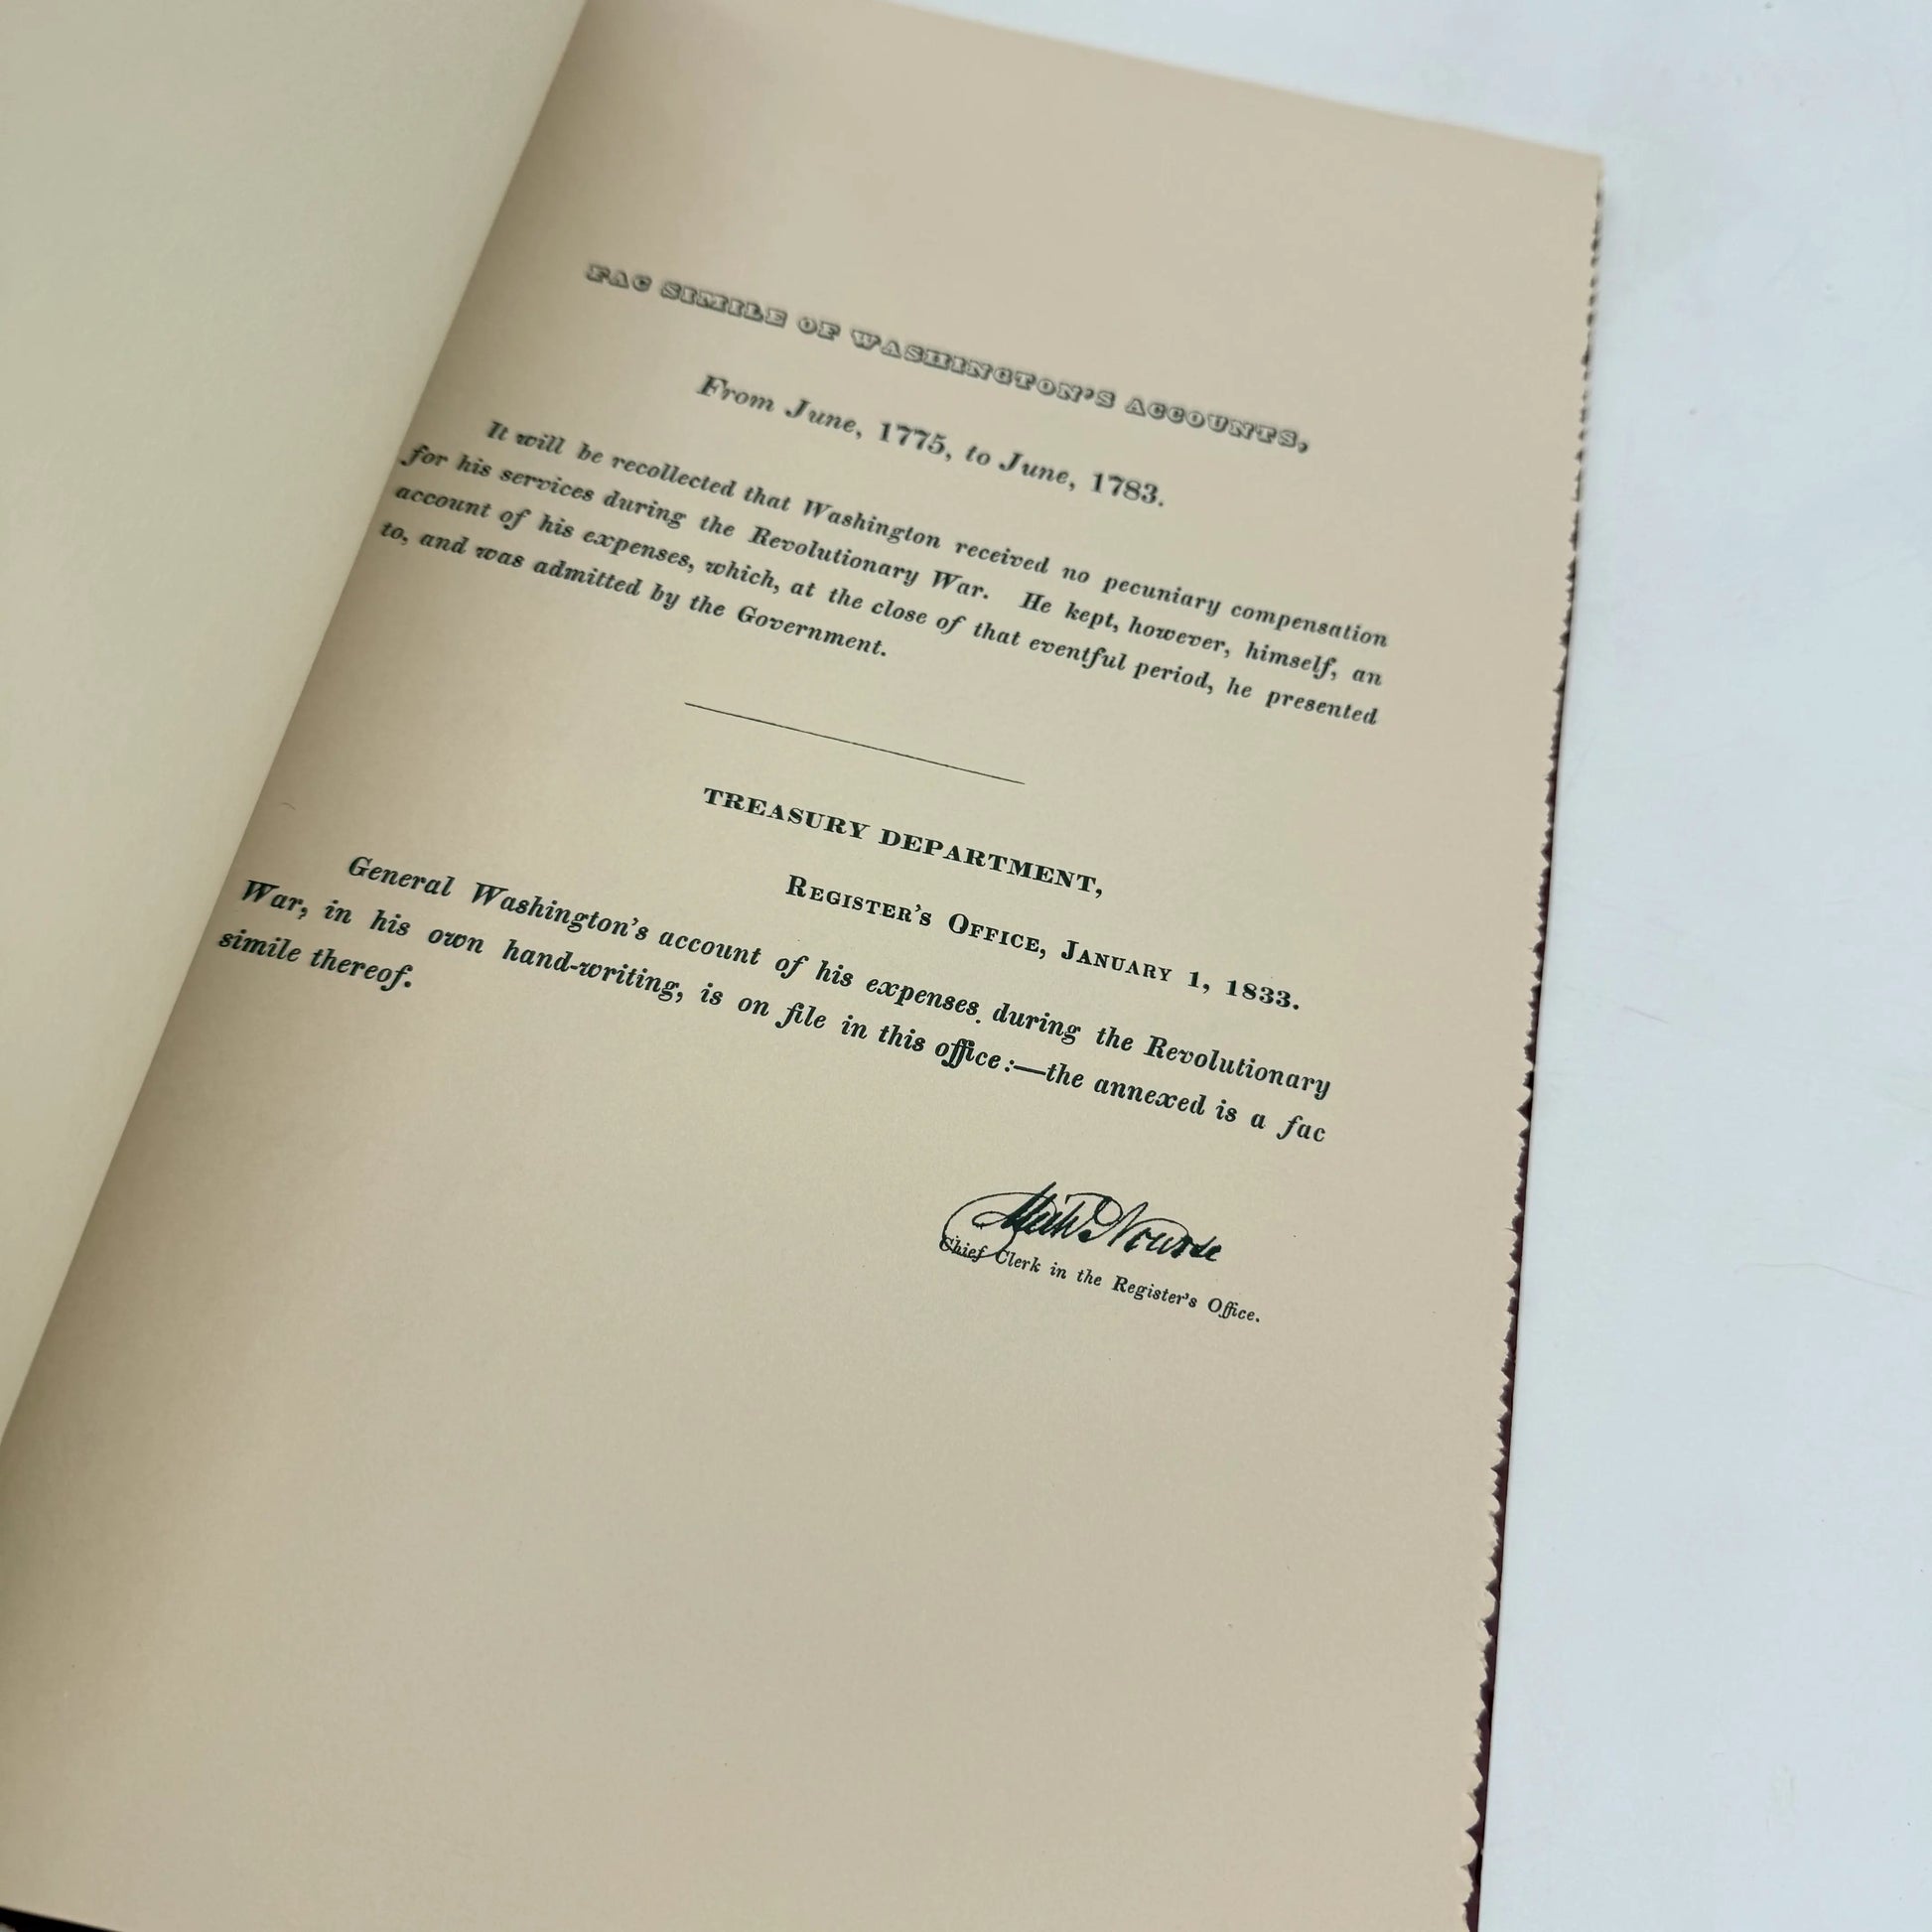 FAC SIMILE OF WASHINGTON'S ACCOUNTS,
From June, 1775, to June, 1783.
It will be recollected that Washington received no pecuniary compensation
for his services during the Revolutionary War. He kept, however, himself, an
account of his expenses, which, at the close of that eventful period, he presented
to, and was admitted by the Government.
TREASURY DEPARTMENT,
REGISTER'S OFFICE, JANUARY 1, 1833.
General Washington's account of his expenses during the Revolutionary
War, in his own hand-writing, is on file in this office:—the annexed is a fac
simile thereof.
Nourse
Chief Clerk in the Register's Office.